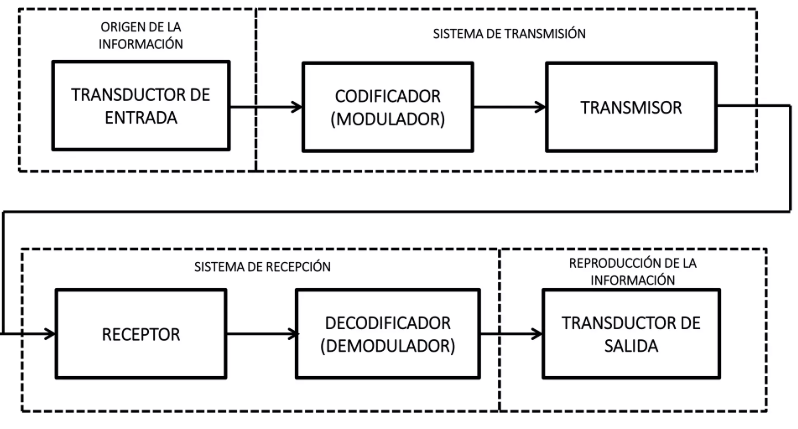 ORIGEN DE LA
INFORMACIÓN
TRANSDUCTOR DE
ENTRADA
SISTEMA DE TRANSMISIÓN
CODIFICADOR
(MODULADOR)
TRANSMISOR
SISTEMA DE RECEPCIÓN
RECEPTOR
DECODIFICADOR
(DEMODULADOR)
REPRODUCCIÓN DE LA
INFORMACIÓN
TRANSDUCTOR DE
SALIDA